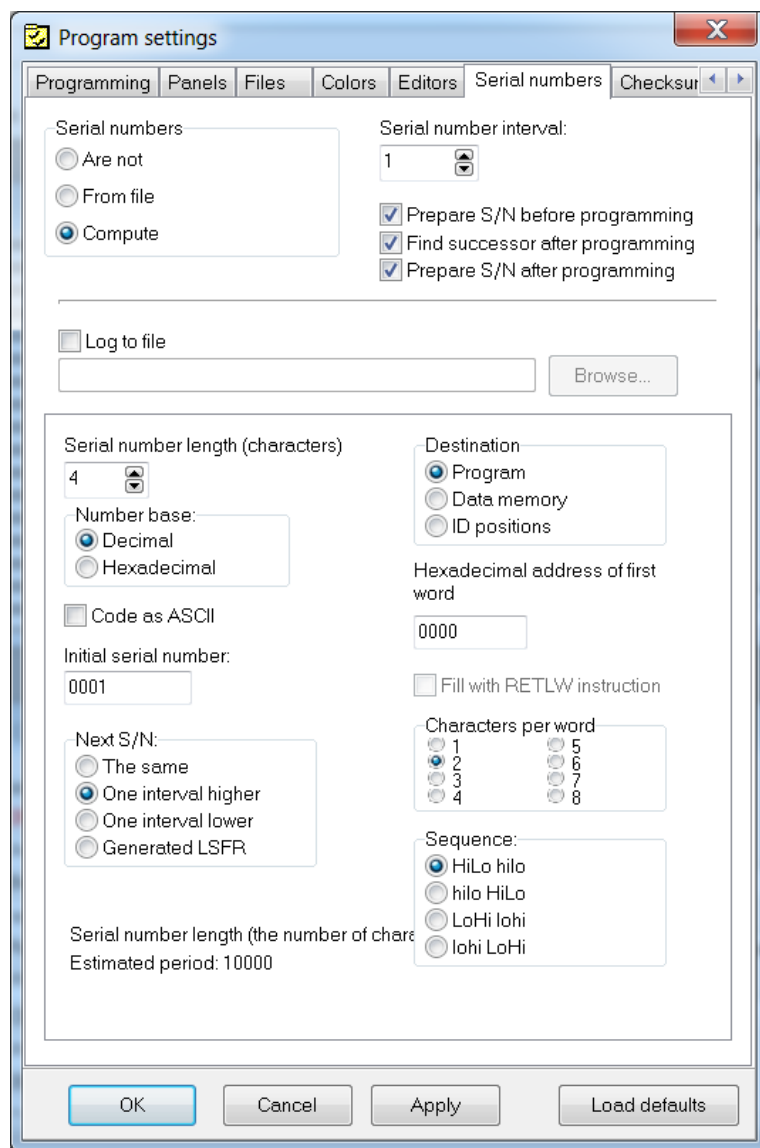 Program settings
Programming Panels Files Colors Editors Serial numbers Checksur
Serial numbers
Are not
From file
Compute
Serial number interval:
1
Prepare S/N before programming
Find successor after programming
Prepare S/N after programming
Log to file
Browse...
Serial number length (characters)
4
Number base:
Decimal
Hexadecimal
Code as ASCII
Initial serial number:
0001
Next S/N:
The same
One interval higher
One interval lower
Generated LSFR
Serial number length (the number of chara
Estimated period: 10000
Destination
Program
Data memory
ID positions
Hexadecimal address of first
word
0000
Fill with RETLW instruction
Characters per word
1 5
2 6
3 7
4 8
Sequence:
HiLo hilo
hilo HiLo
LoHi lohi
lohi LoHi
OK Cancel Apply Load defaults